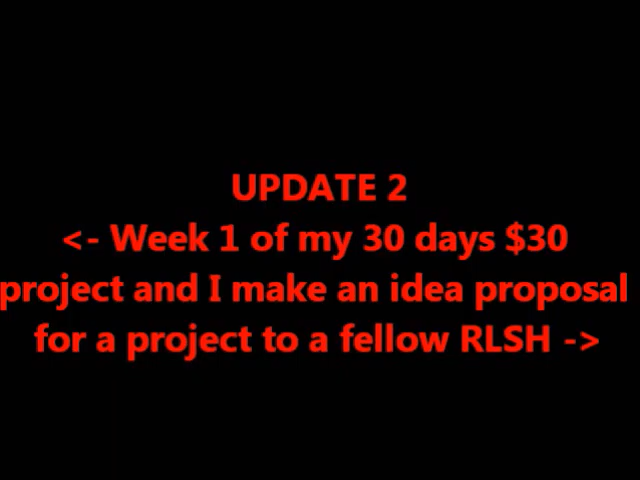 UPDATE 2
<- Week 1 of my 30 days $30
project and I make an idea proposal
for a project to a fellow RLSH ->